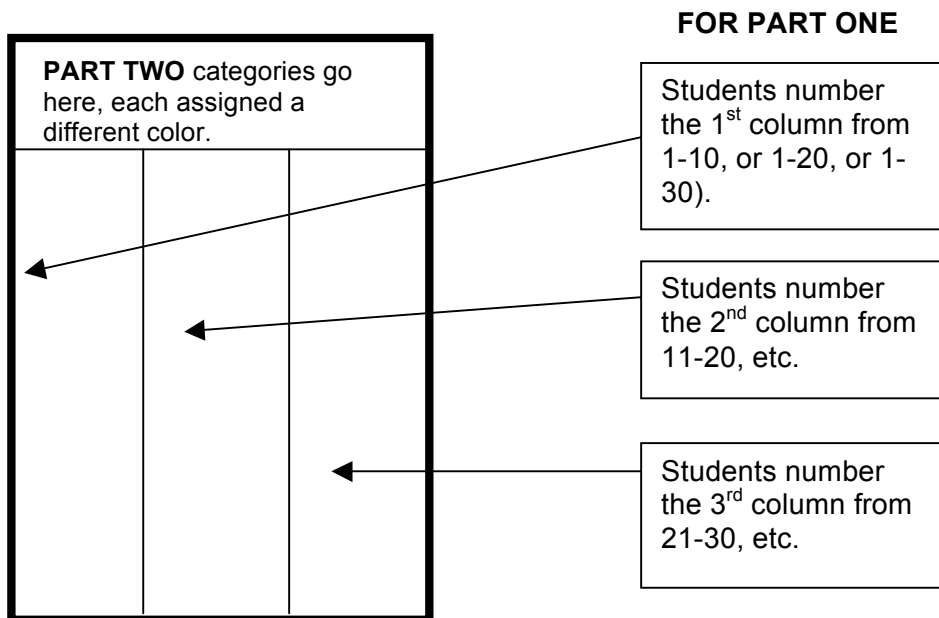 FOR PART ONE
PART TWO categories go
here, each assigned a
different color.
Students number
the 1st column from
1-10, or 1-20, or 1-
30).
Students number
the 2nd column from
11-20, etc.
Students number
the 3rd column from
21-30, etc.